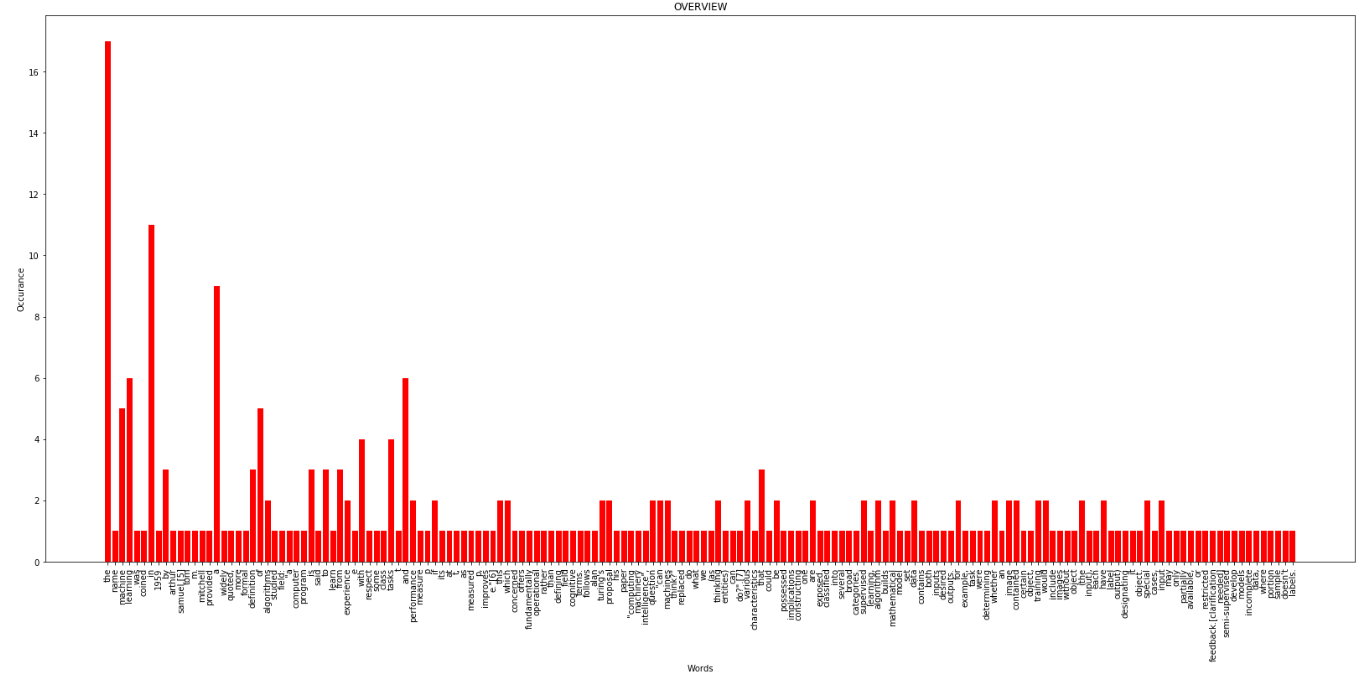 OVERVIEW
16
14
12
10
8
6
4
2
0
Occurance
the
name
machine
learning
was
coined
in
1959
by
arthur
samuel.[5]
tom
m.
mitchell
provided
a
widely
quoted,
more
formal
definition
of
algorithms
studied
field:
"a
computer
program
is
said
to
learn
from
experience
e
with
respect
some
class
tasks
t
and
performance
measure
p
if
its
at
t,
as
measured
p,
improves
e."[6]
this
which
concerned
offers
fundamentally
operational
rather
than
defining
field
cognitive
terms.
follows
alan
turing's
proposal
his
paper
"computing
machinery
intelligence",
question
"can
machines
think"
replaced
what
do
we
(as
thinking
entities)
can
do?".[7]
various
characteristics
that
could
be
possessed
implications
constructing
one
are
exposed.
classified
into
several
broad
categories.
supervised
learning,
algorithm
builds
mathematical
model
set
data
contains
both
inputs
desired
outputs.
for
example,
task
were
determining
whether
an
image
contained
certain
object,
training
would
include
images
without
object
(the
input),
each
have
label
output)
designating
it
object.
special
cases,
input
may
only
partially
available,
or
restricted
feedback.[clarification
needed]
semi-supervised
develop
models
incomplete
data,
where
portion
sample
doesn't
labels.
Words